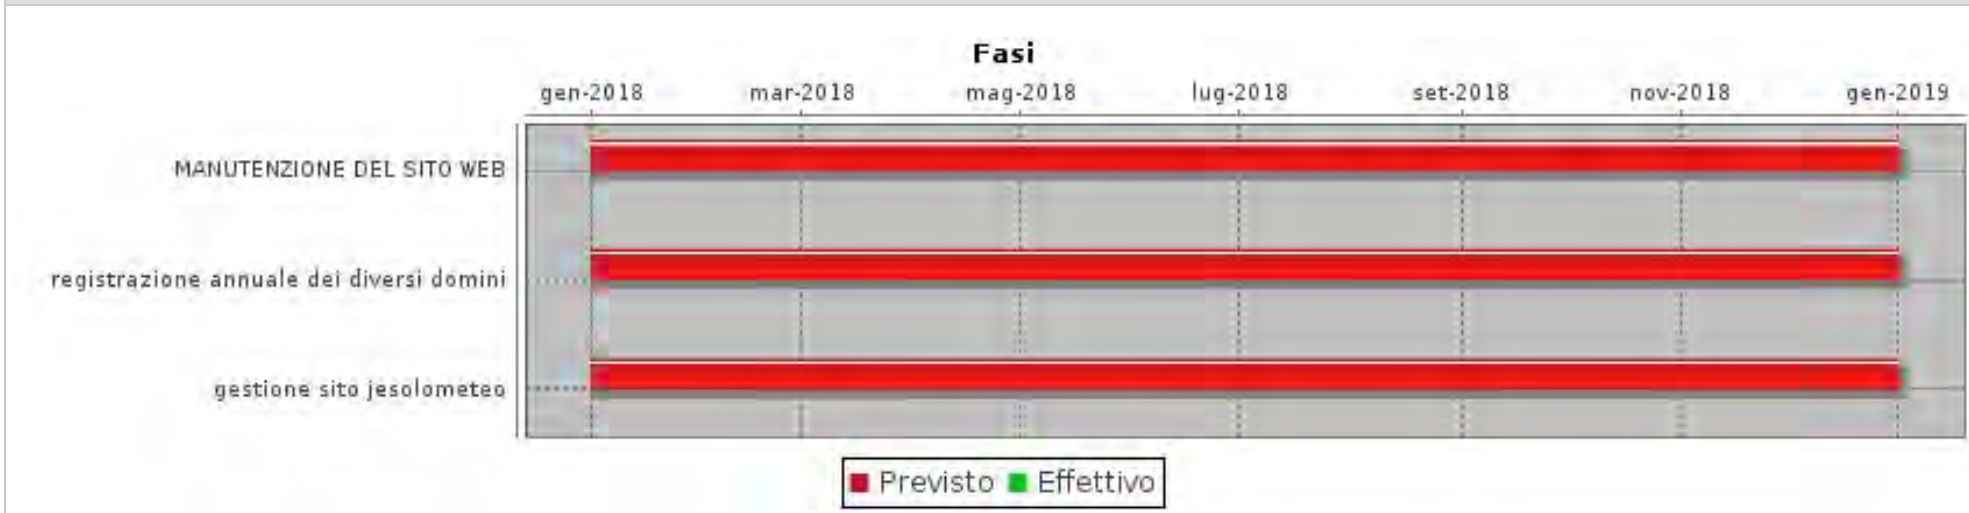 Fasi
gen-2018 mar-2018 mag-2018 lug-2018 set-2018 nov-2018 gen-2019
MANUTENZIONE DEL SITO WEB
registrazione annuale dei diversi domini
gestione sito jesolometeo
Previsto Effettivo